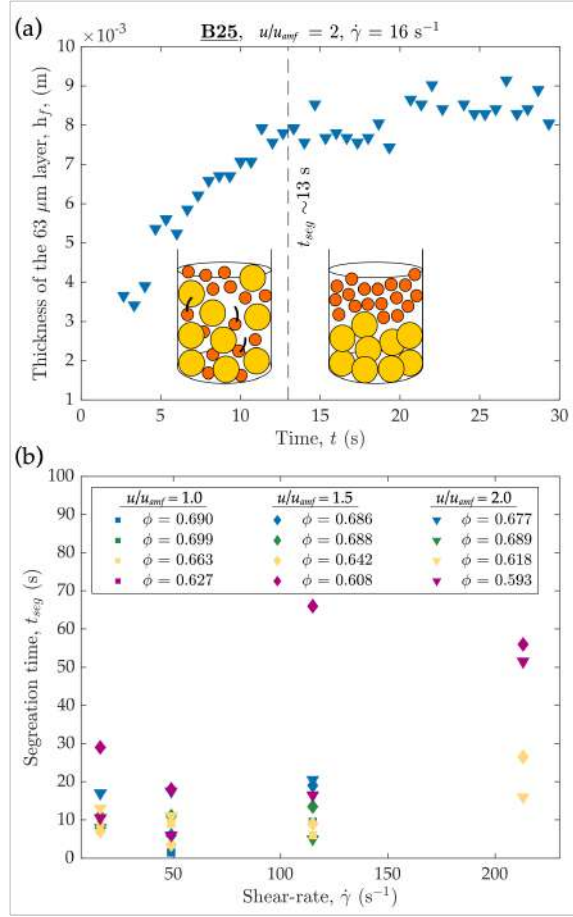 (a)
B25, u/u_amf = 2, γ̇ = 16 s⁻¹
×10⁻³
10
9
8
7
6
5
4
3
2
1
Thickness of the 63 μm layer, h_f, (m)
t_seg ~13 s
0 5 10 15 20 25 30
Time, t (s)
(b)
100
90
80
70
60
50
40
30
20
10
0
Segreation time, t_seg (s)
u/u_amf = 1.0 u/u_amf = 1.5 u/u_amf = 2.0
ϕ = 0.690 ϕ = 0.686 ϕ = 0.677
ϕ = 0.699 ϕ = 0.688 ϕ = 0.689
ϕ = 0.663 ϕ = 0.642 ϕ = 0.618
ϕ = 0.627 ϕ = 0.608 ϕ = 0.593
50 100 150 200
Shear-rate, γ̇ (s⁻¹)